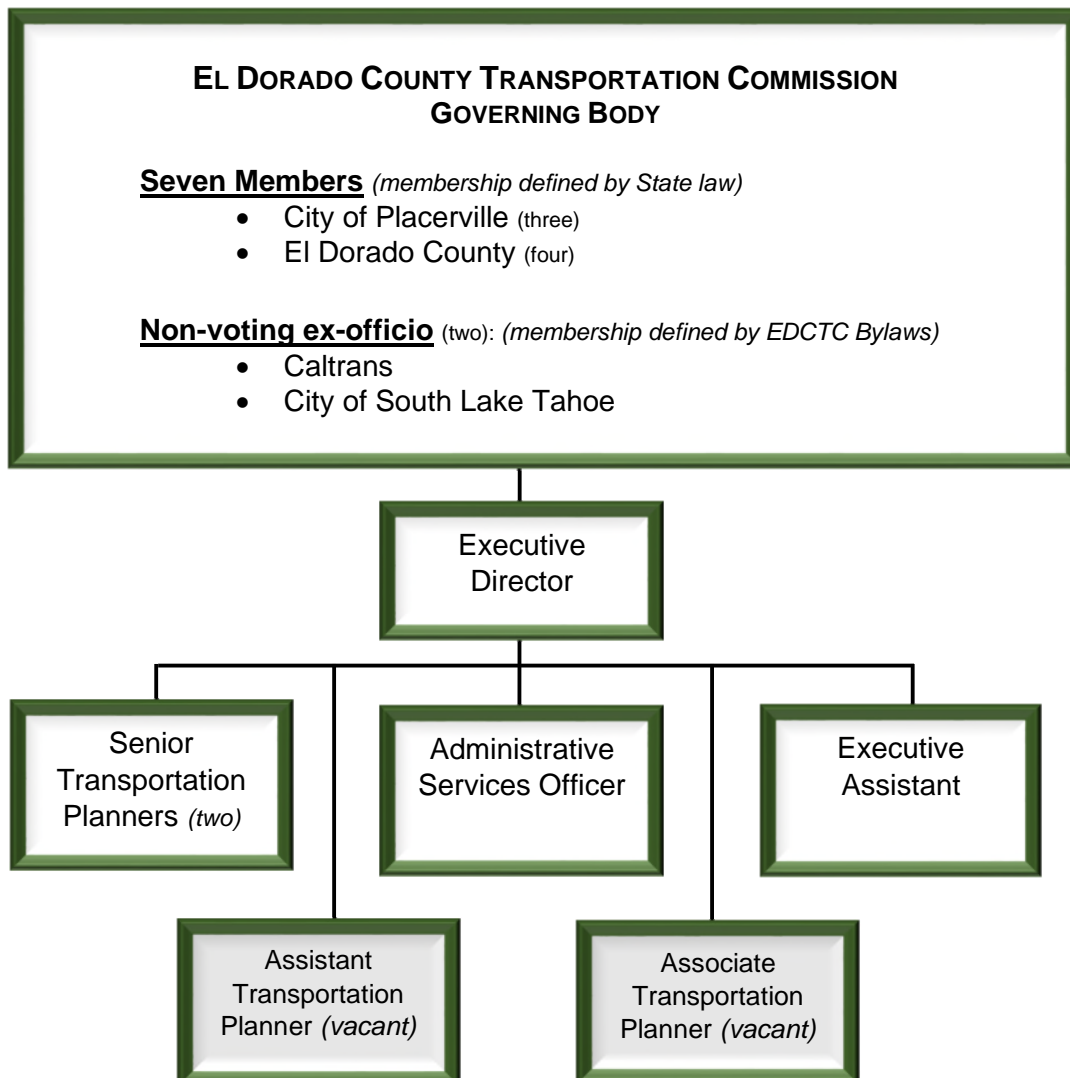 EL DORADO COUNTY TRANSPORTATION COMMISSION
GOVERNING BODY
Seven Members (membership defined by State law)
• City of Placerville (three)
• El Dorado County (four)
Non-voting ex-officio (two): (membership defined by EDCTC Bylaws)
• Caltrans
• City of South Lake Tahoe
Executive
Director
Senior
Transportation
Planners (two)
Administrative
Services Officer
Executive
Assistant
Assistant
Transportation
Planner (vacant)
Associate
Transportation
Planner (vacant)